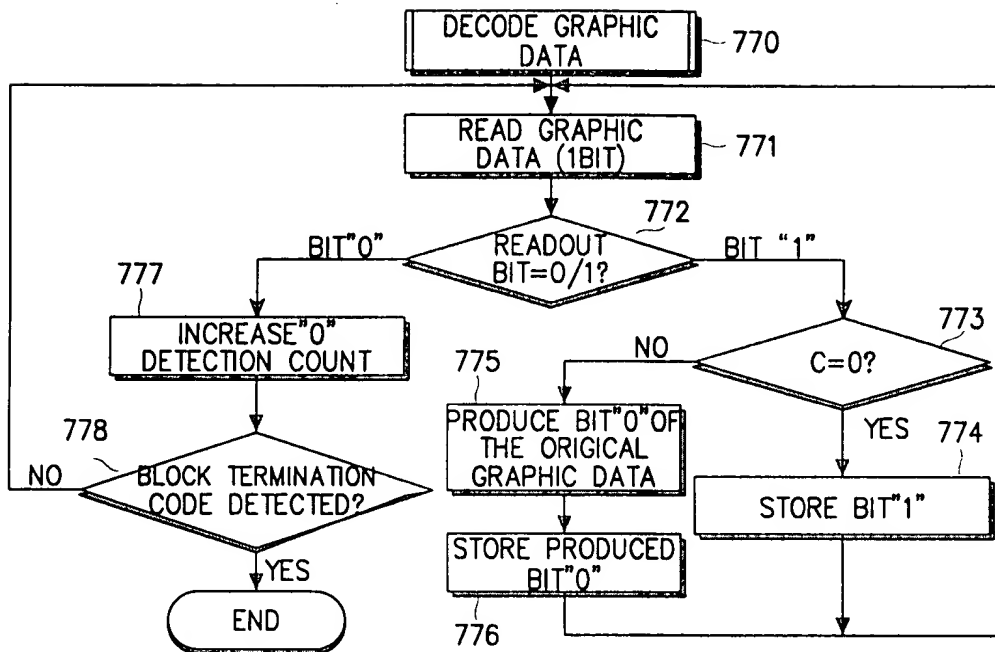 DECODE GRAPHIC
DATA
770
READ GRAPHIC
DATA (1BIT)
771
772
READOUT
BIT=0/1?
BIT"0"
BIT "1"
777
INCREASE"0"
DETECTION COUNT
773
C=0?
NO
YES
775
PRODUCE BIT"0"OF
THE ORIGICAL
GRAPHIC DATA
774
STORE BIT"1"
778
BLOCK TERMINATION
CODE DETECTED?
NO
YES
STORE PRODUCED
BIT"0"
776
END